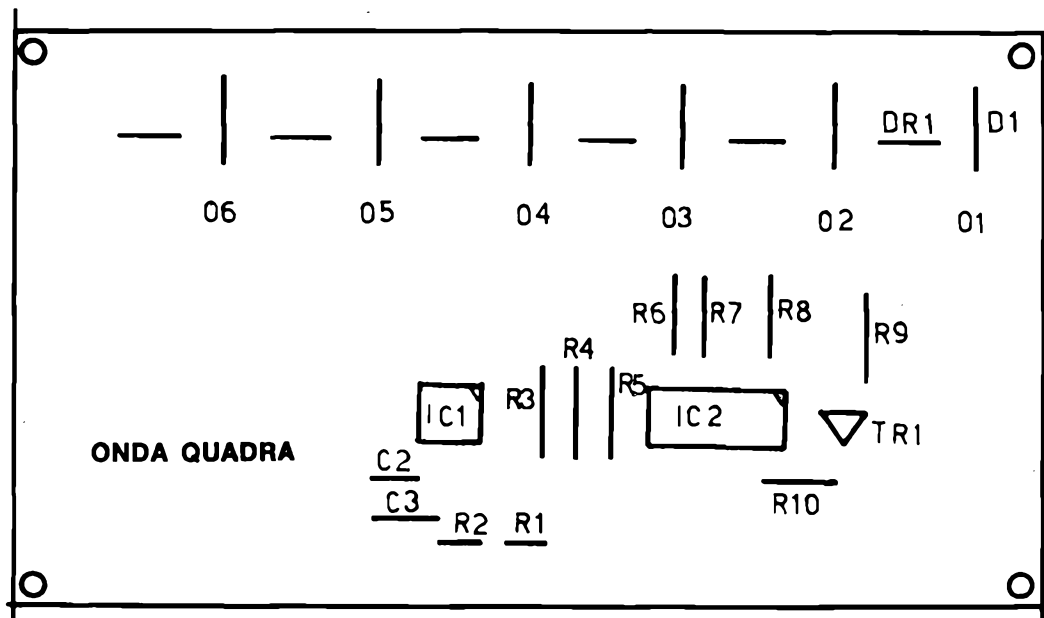 DR1 D1
06 05 04 03 02 01
R6 R7 R8 R9
R4
R3 R5
IC1 IC2 TR1
ONDA QUADRA
C2
C3 R10
R2 R1